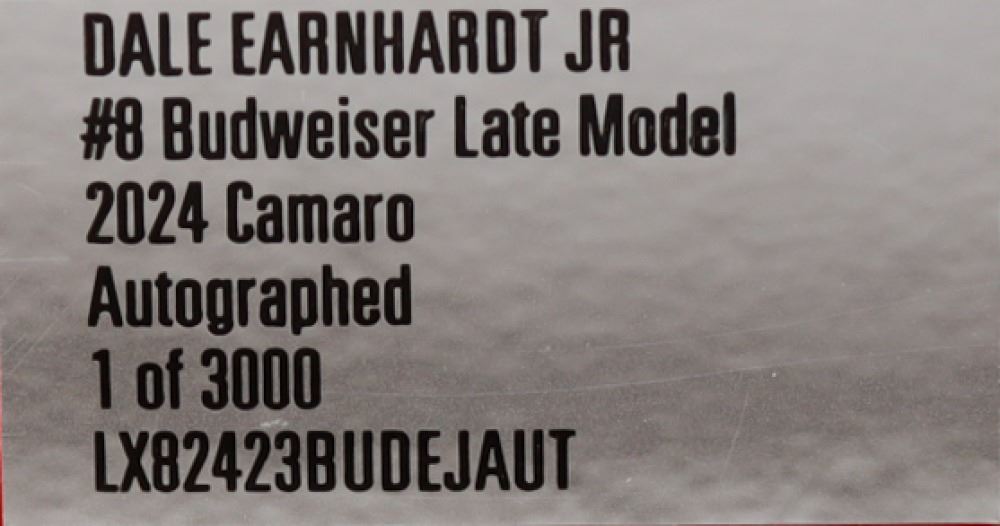 DALE EARNHARDT JR
#8 Budweiser Late Model
2024 Camaro
Autographed
1 of 3000
LX82423BUDEJAUT